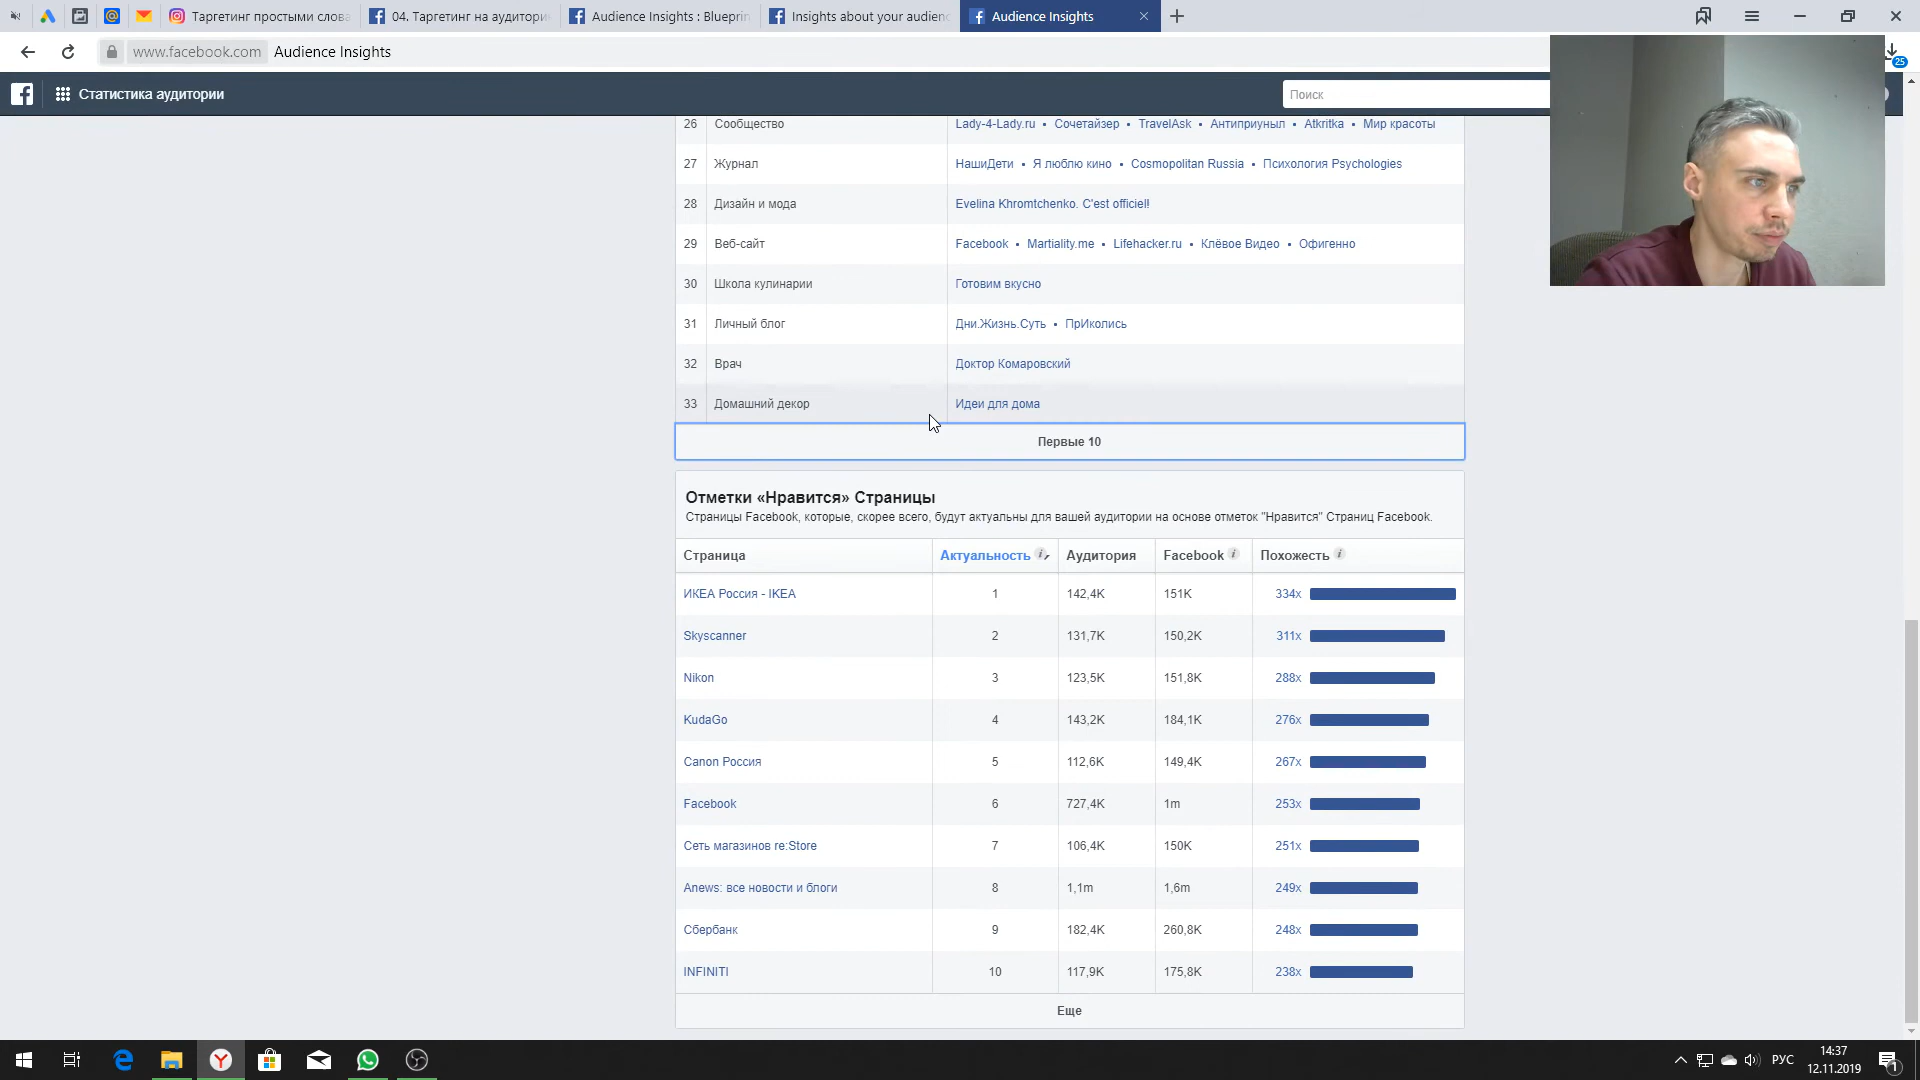 Таргетинг простыми слова
04. Таргетинг на аудитори
Audience Insights : Blueprin
Insights about your audien
Audience Insights
www.facebook.com Audience Insights
25
Статистика аудитории
Поиск
26 Сообщество Lady-4-Lady.ru • Сочетайзер • TravelAsk • Антиприуныл • Atkritka • Мир красоты
27 Журнал НашиДети • Я люблю кино • Cosmopolitan Russia • Психология Psychologies
28 Дизайн и мода Evelina Khromtchenko. C'est officiel!
29 Веб-сайт Facebook • Martiality.me • Lifehacker.ru • Клёвое Видео • Офигенно
30 Школа кулинарии Готовим вкусно
31 Личный блог Дни.Жизнь.Суть • ПрИколись
32 Врач Доктор Комаровский
33 Домашний декор Идеи для дома
Первые 10
Отметки «Нравится» Страницы
Страницы Facebook, которые, скорее всего, будут актуальны для вашей аудитории на основе отметок "Нравится" Страниц Facebook.
Страница Актуальность Аудитория Facebook Похожесть
ИКЕА Россия - IKEA 1 142,4K 151K 334x
Skyscanner 2 131,7K 150,2K 311x
Nikon 3 123,5K 151,8K 288x
KudaGo 4 143,2K 184,1K 276x
Canon Россия 5 112,6K 149,4K 267x
Facebook 6 727,4K 1m 253x
Сеть магазинов re:Store 7 106,4K 150K 251x
Anews: все новости и блоги 8 1,1m 1,6m 249x
Сбербанк 9 182,4K 260,8K 248x
INFINITI 10 117,9K 175,8K 238x
Еще
РУС
14:37
12.11.2019
1